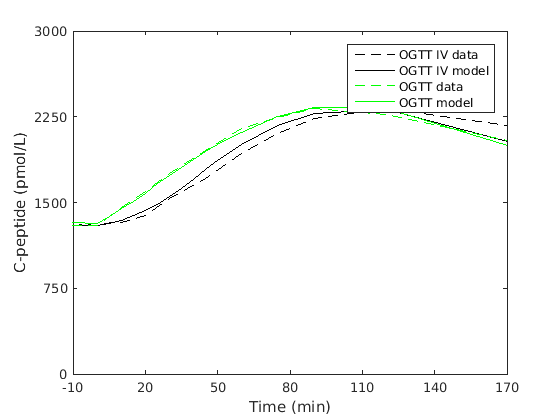 3000
2250
1500
750
0
C-peptide (pmol/L)
OGTT IV data
OGTT IV model
OGTT data
OGTT model
-10 20 50 80 110 140 170
Time (min)